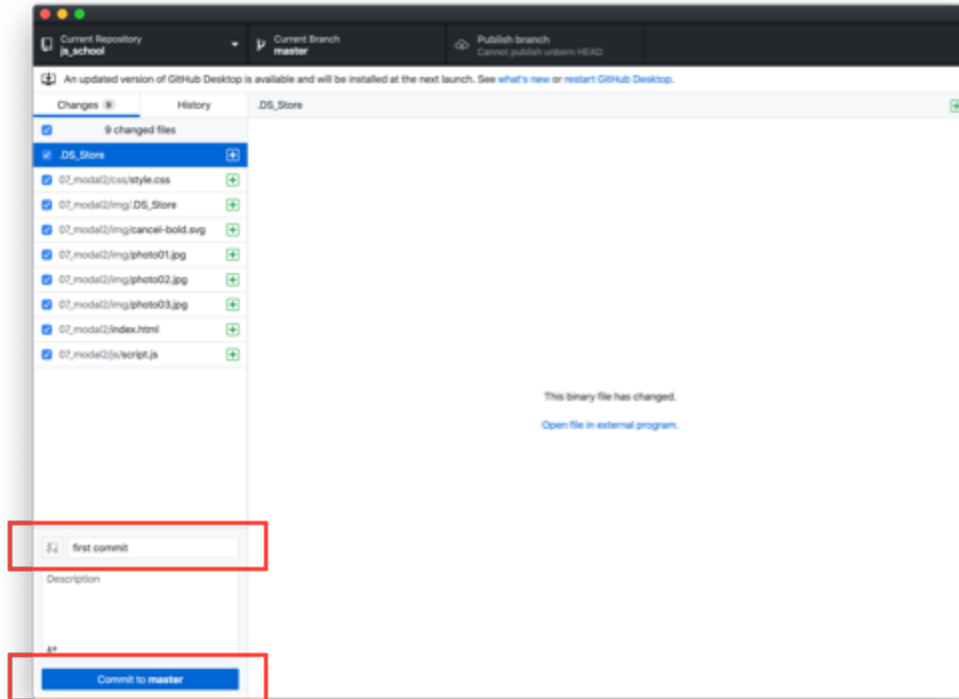 Current Repository
js_school
Current Branch
master
Publish branch
Cannot publish unborn HEAD
An updated version of GitHub Desktop is available and will be installed at the next launch. See what's new or restart GitHub Desktop.
Changes 9
History
.DS_Store
9 changed files
.DS_Store
07_modal2/css/style.css
07_modal2/img/.DS_Store
07_modal2/img/cancel-bold.svg
07_modal2/img/photo01.jpg
07_modal2/img/photo02.jpg
07_modal2/img/photo03.jpg
07_modal2/index.html
07_modal2/js/script.js
This binary file has changed.
Open file in external program.
first commit
Description
Commit to master